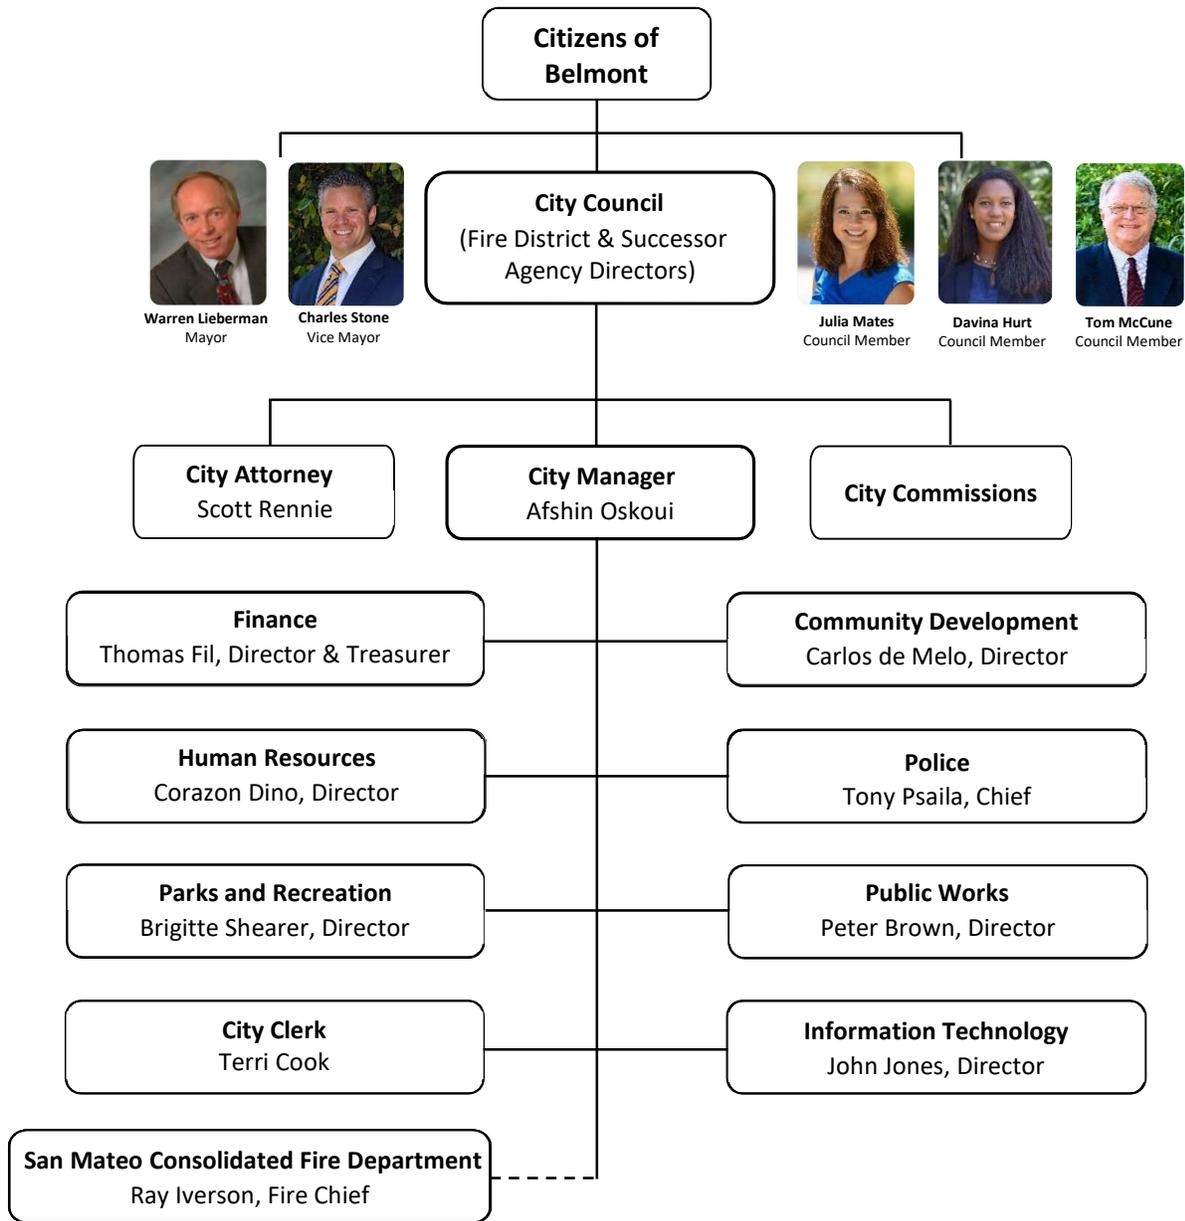 Citizens of
Belmont
City Council
(Fire District & Successor
Agency Directors)
Warren Lieberman
Mayor
Charles Stone
Vice Mayor
Julia Mates
Council Member
Davina Hurt
Council Member
Tom McCune
Council Member
City Attorney
Scott Rennie
City Manager
Afshin Oskoui
City Commissions
Finance
Thomas Fil, Director & Treasurer
Community Development
Carlos de Melo, Director
Human Resources
Corazon Dino, Director
Police
Tony Psaila, Chief
Parks and Recreation
Brigitte Shearer, Director
Public Works
Peter Brown, Director
City Clerk
Terri Cook
Information Technology
John Jones, Director
San Mateo Consolidated Fire Department
Ray Iverson, Fire Chief